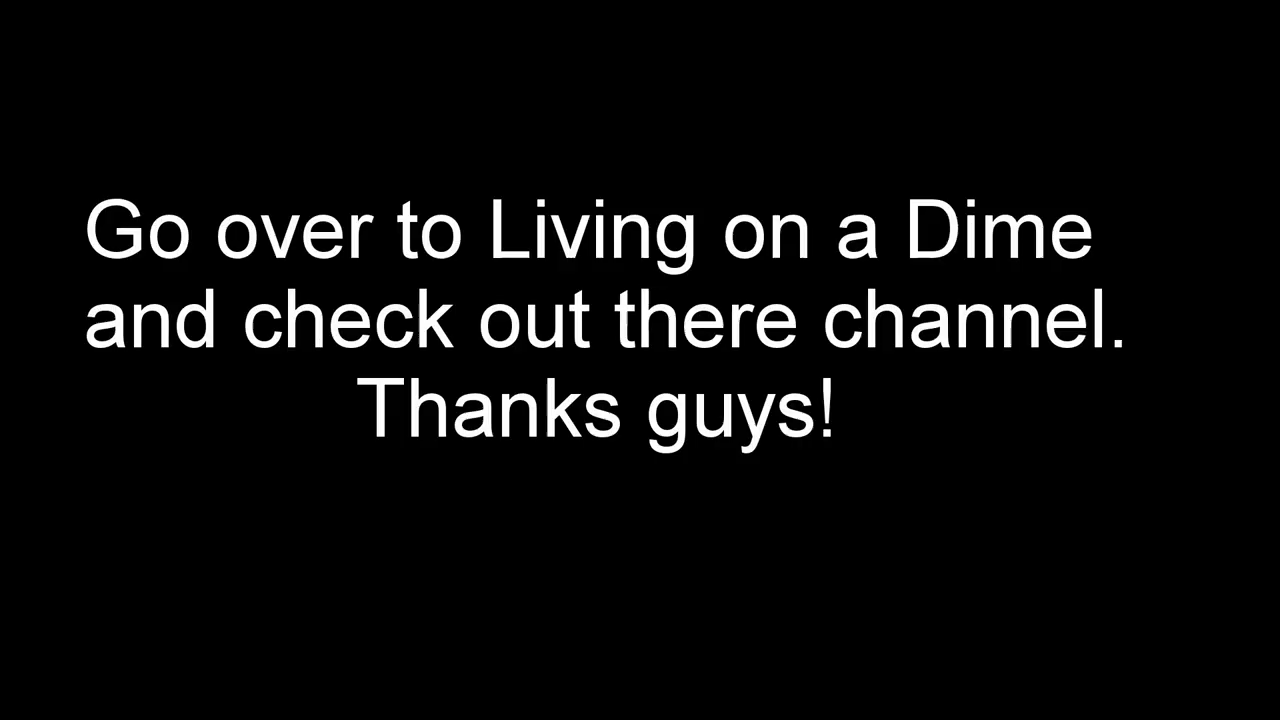 Go over to Living on a Dime
and check out there channel.
Thanks guys!